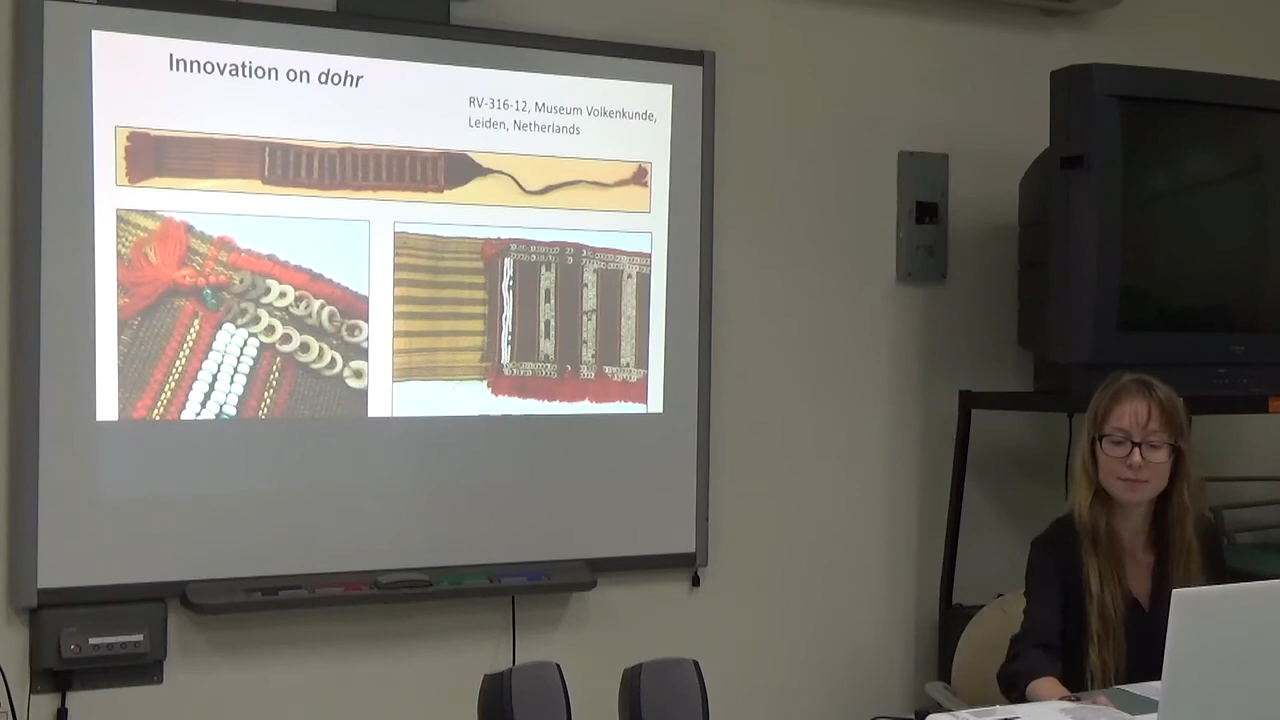 Innovation on dohr
RV-316-12, Museum Volkenkunde,
Leiden, Netherlands